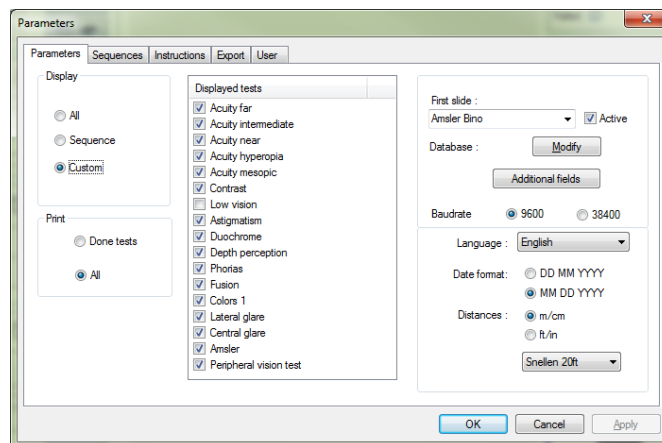 Parameters
Parameters Sequences Instructions Export User
Display
All
Sequence
Custom
Print
Done tests
All
Displayed tests
Acuity far
Acuity intermediate
Acuity near
Acuity hyperopia
Acuity mesopic
Contrast
Low vision
Astigmatism
Duochrome
Depth perception
Phorias
Fusion
Colors 1
Lateral glare
Central glare
Amsler
Peripheral vision test
First slide :
Amsler Bino Active
Database : Modify
Additional fields
Baudrate 9600 38400
Language : English
Date format: DD MM YYYY
MM DD YYYY
Distances : m/cm
ft/in
Snellen 20ft
OK Cancel Apply